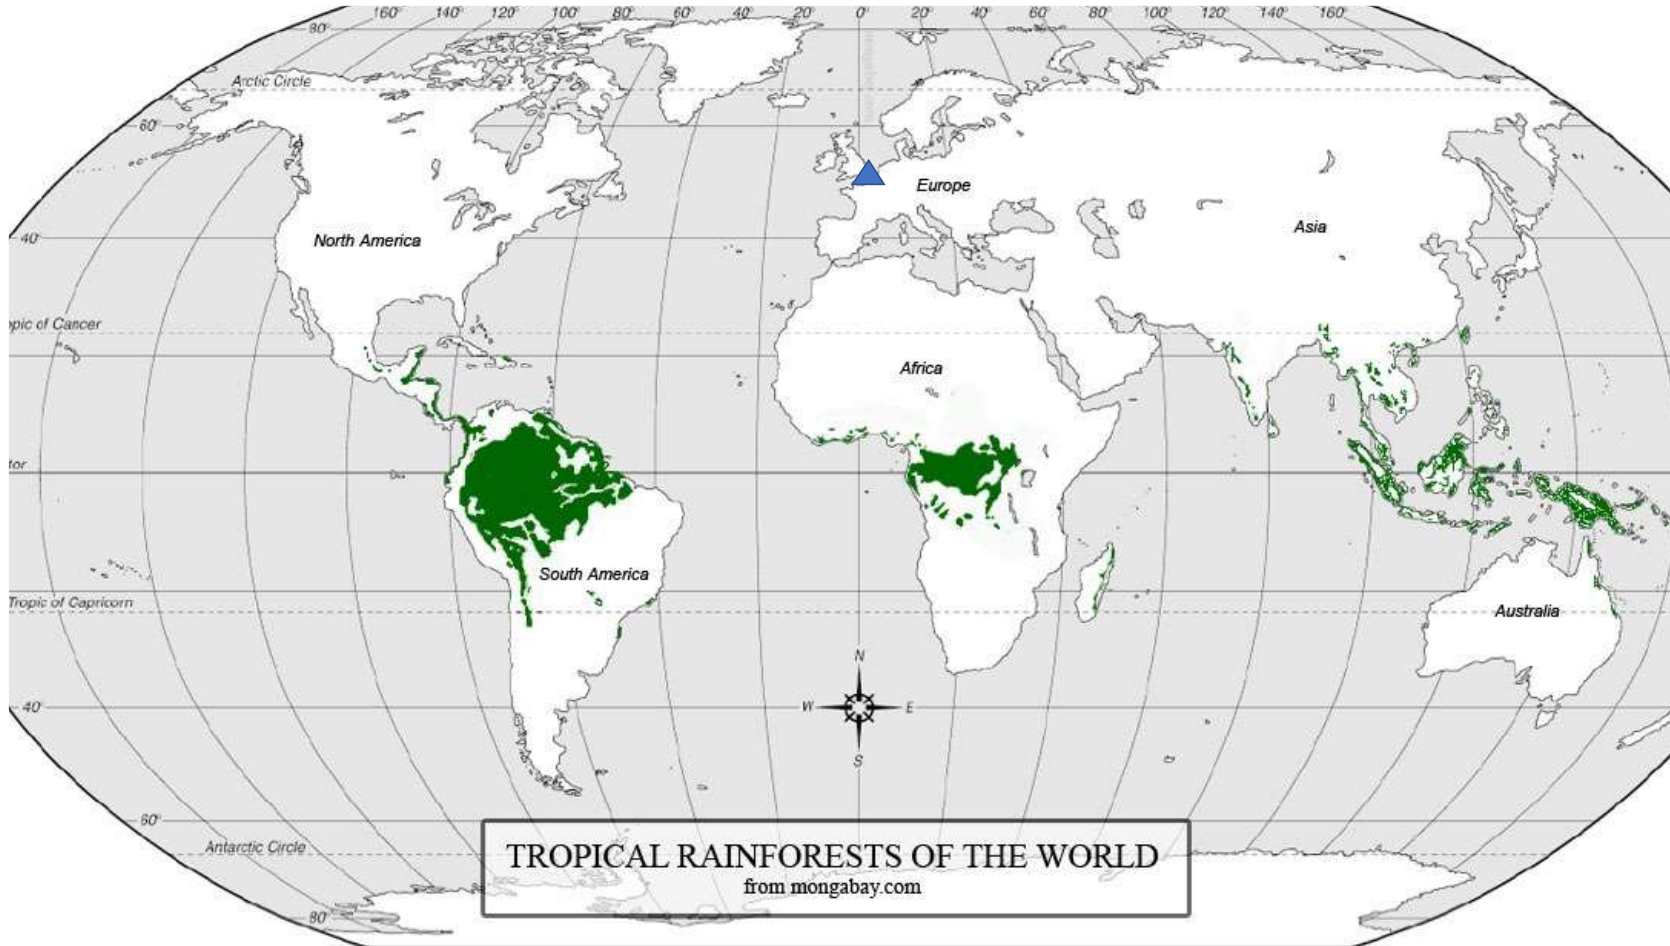 160° 140° 120° 100° 80° 60° 40° 20° 0° 20° 40° 60° 80° 100° 120° 140° 160°
80°
Arctic Circle
60°
Europe
Asia
North America
40°
opic of Cancer
Africa
tor
South America
Tropic of Capricorn
Australia
N
W E
S
40°
60°
Antarctic Circle
TROPICAL RAINFORESTS OF THE WORLD
from mongabay.com
80°